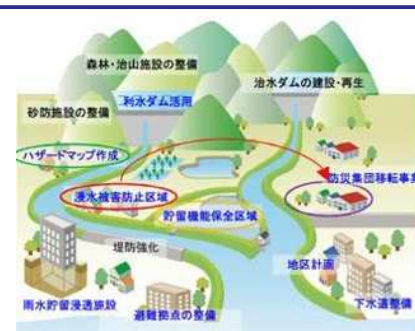 森林・治山施設の整備
治水ダムの建設・再生
利水ダム活用
砂防施設の整備
ハザードマップ作成
防災集団移転事業
浸水被害防止区域
貯留機能保全区域
堤防強化
地区計画
雨水貯留浸透施設
避難拠点の整備
下水道整備